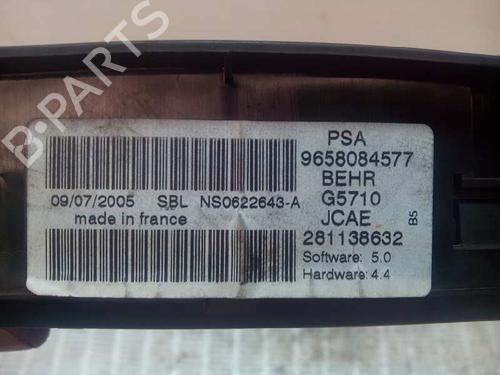 B-PARTS
PSA
9658084577
BEHR
G5710
JCAE
281138632
Software: 5.0
Hardware: 4.4
B5
09/07/2005 SBL NS0622643-A
made in france